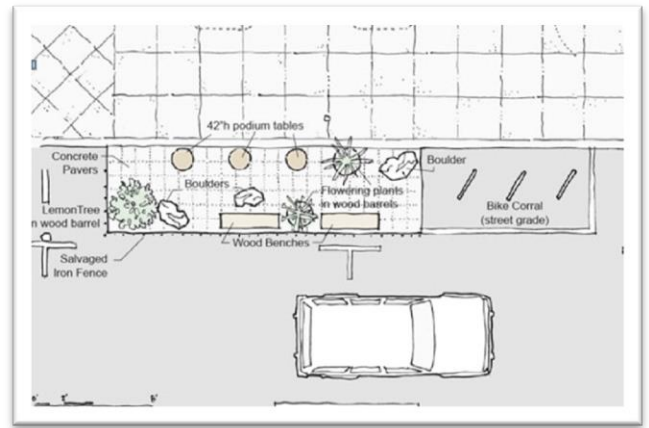 42"h podium tables
Concrete
Pavers
Boulder
Boulders
Flowering plants
in wood barrels
LemonTree
n wood barrel
Bike Corral
(street grade)
Wood Benches
Salvaged
Iron Fence